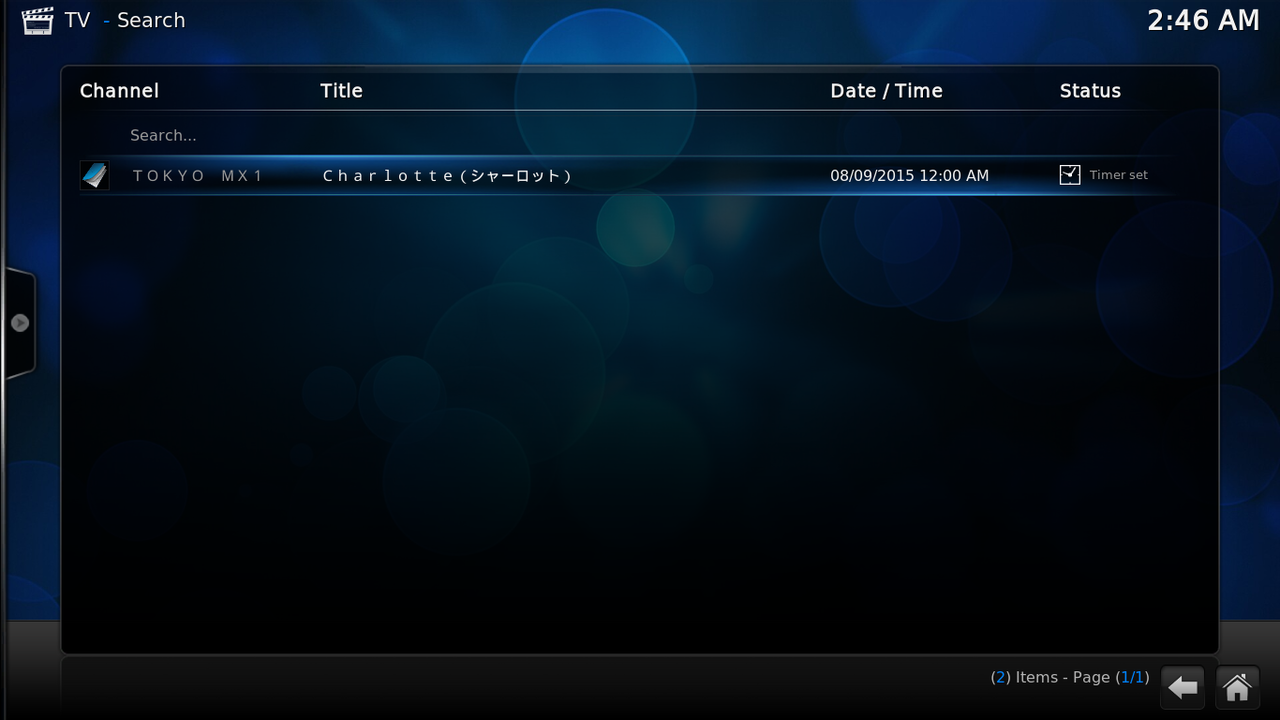 TV - Search
2:46 AM
Channel Title Date / Time Status
Search...
ＴＯＫＹＯ　ＭＸ１ Ｃｈａｒｌｏｔｔｅ（シャーロット） 08/09/2015 12:00 AM Timer set
(2) Items - Page (1/1)